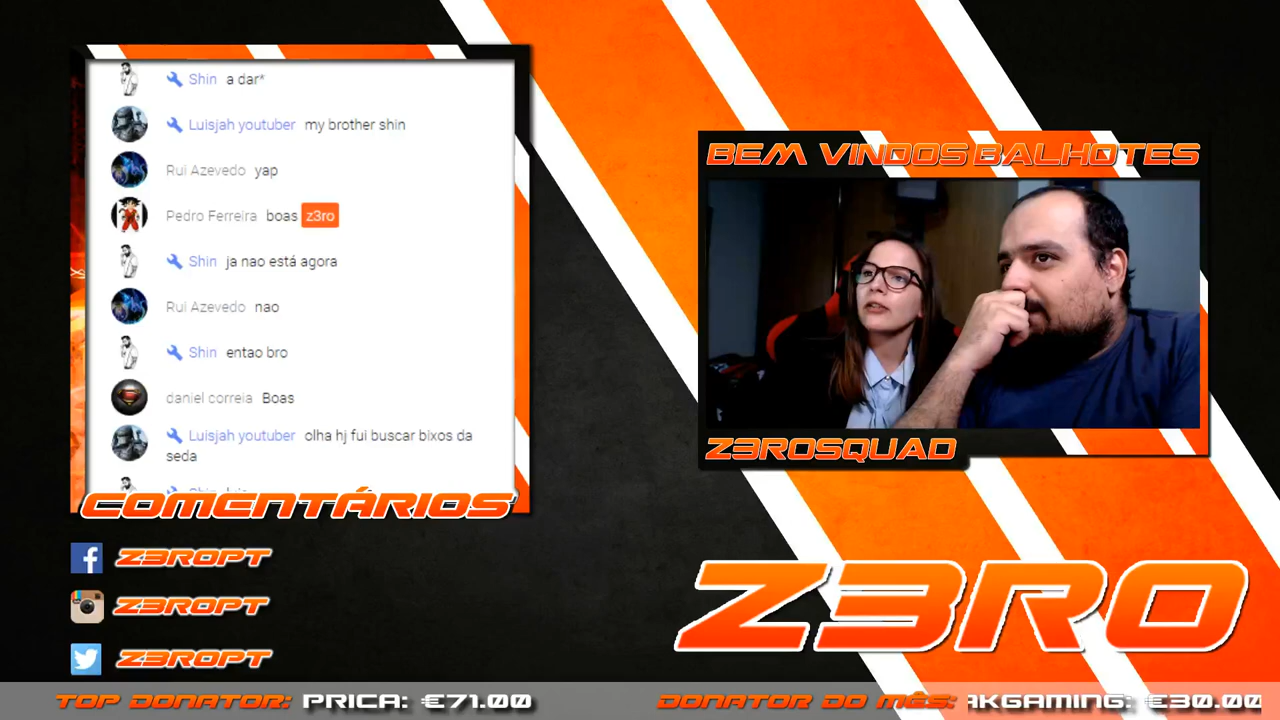 Shin a dar*
Luisjah youtuber my brother shin
Rui Azevedo yap
Pedro Ferreira boas z3ro
Shin ja nao está agora
Rui Azevedo nao
Shin entao bro
daniel correia Boas
Luisjah youtuber olha hj fui buscar bixos da
seda
Shin
COMENTÁRIOS
Z3ROPT
Z3ROPT
Z3ROPT
BEM VINDOS BALHOTES
Z3ROSQUAD
Z3RO
TOP DONATOR: PRICA: €71.00
DONATOR DO MÊS: AKGAMING: €30.00